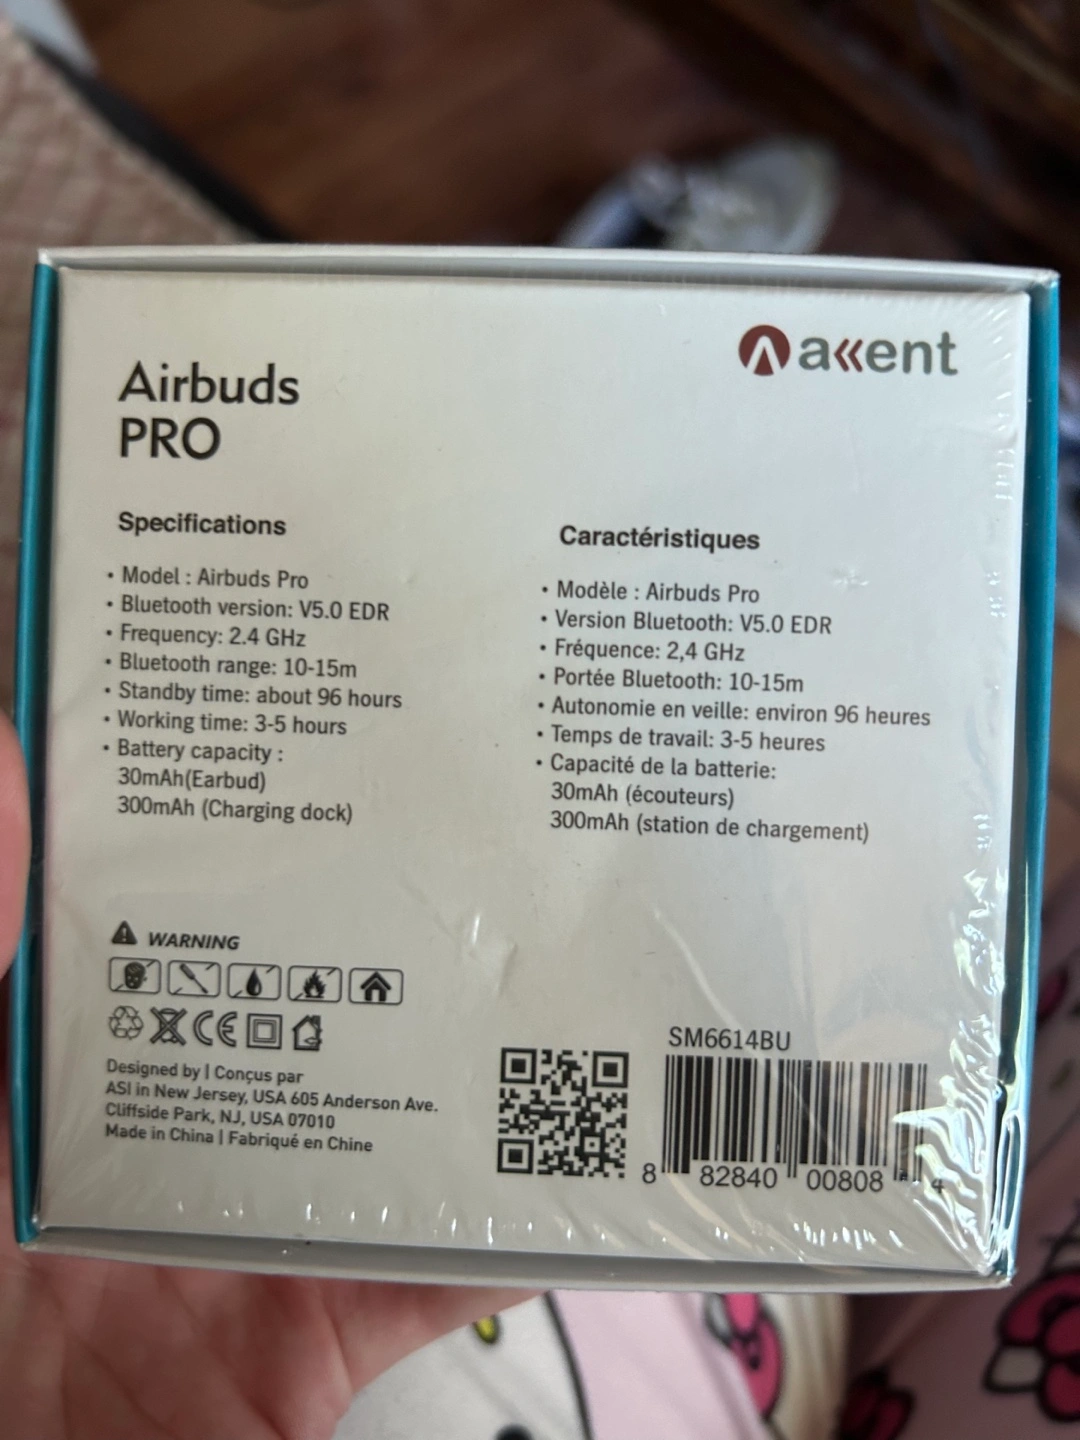 a««ent
Airbuds
PRO
Specifications
• Model : Airbuds Pro
• Bluetooth version: V5.0 EDR
• Frequency: 2.4 GHz
• Bluetooth range: 10-15m
• Standby time: about 96 hours
• Working time: 3-5 hours
• Battery capacity :
30mAh(Earbud)
300mAh (Charging dock)
Caractéristiques
• Modèle : Airbuds Pro
• Version Bluetooth: V5.0 EDR
• Fréquence: 2,4 GHz
• Portée Bluetooth: 10-15m
• Autonomie en veille: environ 96 heures
• Temps de travail: 3-5 heures
• Capacité de la batterie:
30mAh (écouteurs)
300mAh (station de chargement)
WARNING
CE
Designed by | Conçus par
ASI in New Jersey, USA 605 Anderson Ave.
Cliffside Park, NJ, USA 07010
Made in China | Fabriqué en Chine
SM6614BU
8 82840 00808 4